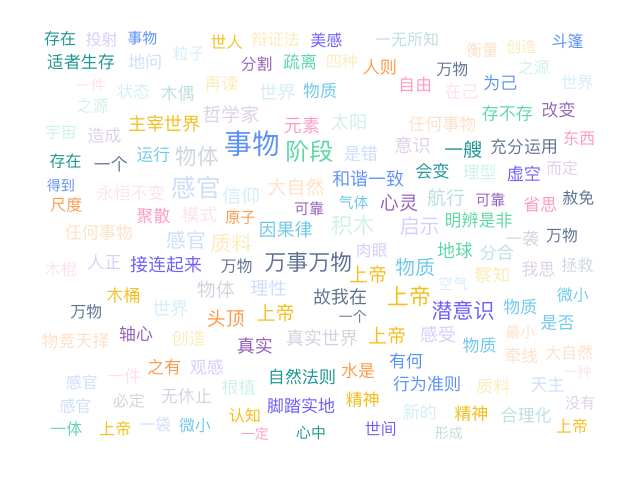 存在 投射 事物 世人 辩证法 美感 一无所知 衡量 创造 斗篷
适者生存 地问 粒子 分割 疏离 四种 人则 万物 之源
一件 状态 木偶 再读 世界 物质 自由 在己 为己 世界
之源 主宰世界 哲学家 元素 太阳 任何事物 存不存 改变
宇宙 造成 事物 阶段 是错 意识 一艘 充分运用 东西
存在 一个 运行 物体 和谐一致 会变 理型 虚空 而定
得到 永恒不变 感官 信仰 大自然 气体 心灵 航行 可靠 省思 赦免
尺度 聚散 模式 原子 可靠 积木 启示 明辨是非
任何事物 感官 质料 因果律 肉眼 地球 分合 一袭 万物
木棍 人正 接连起来 万物 万事万物 上帝 物质 空气 察知 我思 拯救
木桶 物体 理性 故我在 上帝 潜意识 物质 微小
万物 世界 头顶 上帝 一个 最小 是否
物竞天择 轴心 创造 真实 真实世界 上帝 感受 物质 牵线 大自然
感官 一件 之有 观感 根植 自然法则 水是 有何 行为准则 质料 天主 一种
感官 必定 无休止 认知 脚踏实地 精神 新的 精神 合理化 没有
一体 上帝 一袋 微小 一定 心中 世间 形成 上帝